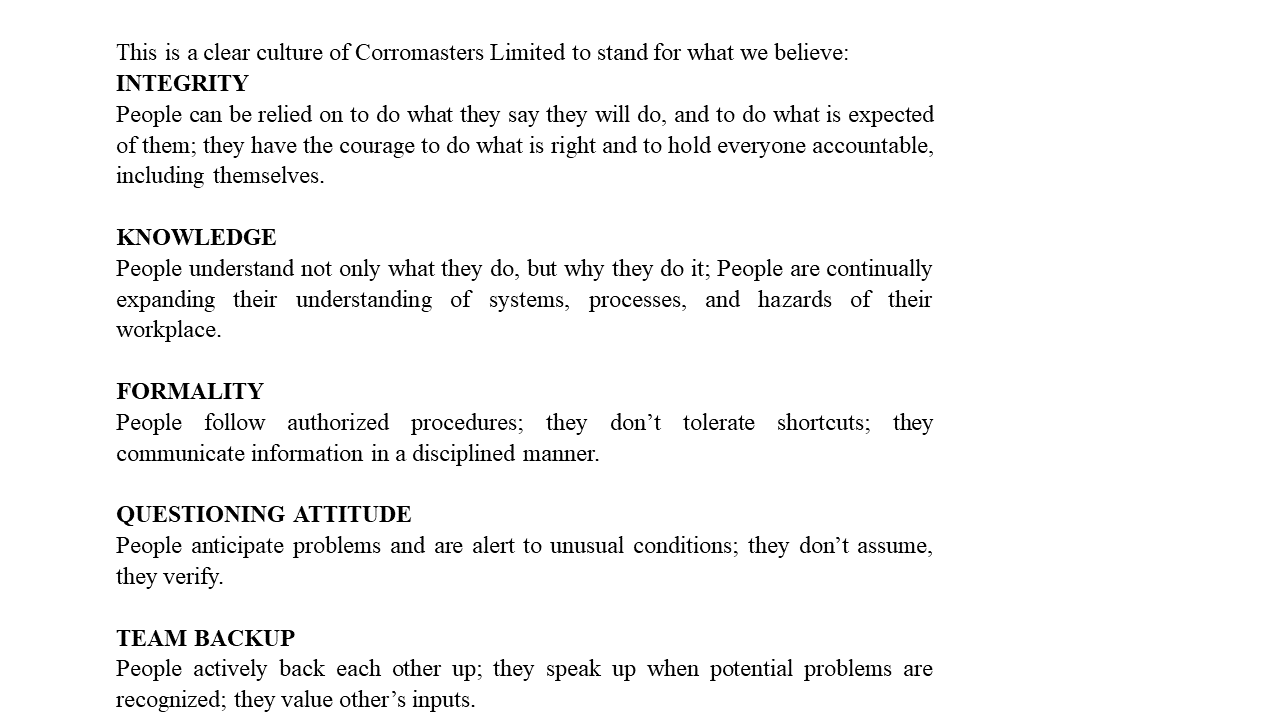 This is a clear culture of Corromasters Limited to stand for what we believe:
INTEGRITY
People can be relied on to do what they say they will do, and to do what is expected
of them; they have the courage to do what is right and to hold everyone accountable,
including themselves.
KNOWLEDGE
People understand not only what they do, but why they do it; People are continually
expanding their understanding of systems, processes, and hazards of their
workplace.
FORMALITY
People follow authorized procedures; they don’t tolerate shortcuts; they
communicate information in a disciplined manner.
QUESTIONING ATTITUDE
People anticipate problems and are alert to unusual conditions; they don’t assume,
they verify.
TEAM BACKUP
People actively back each other up; they speak up when potential problems are
recognized; they value other’s inputs.